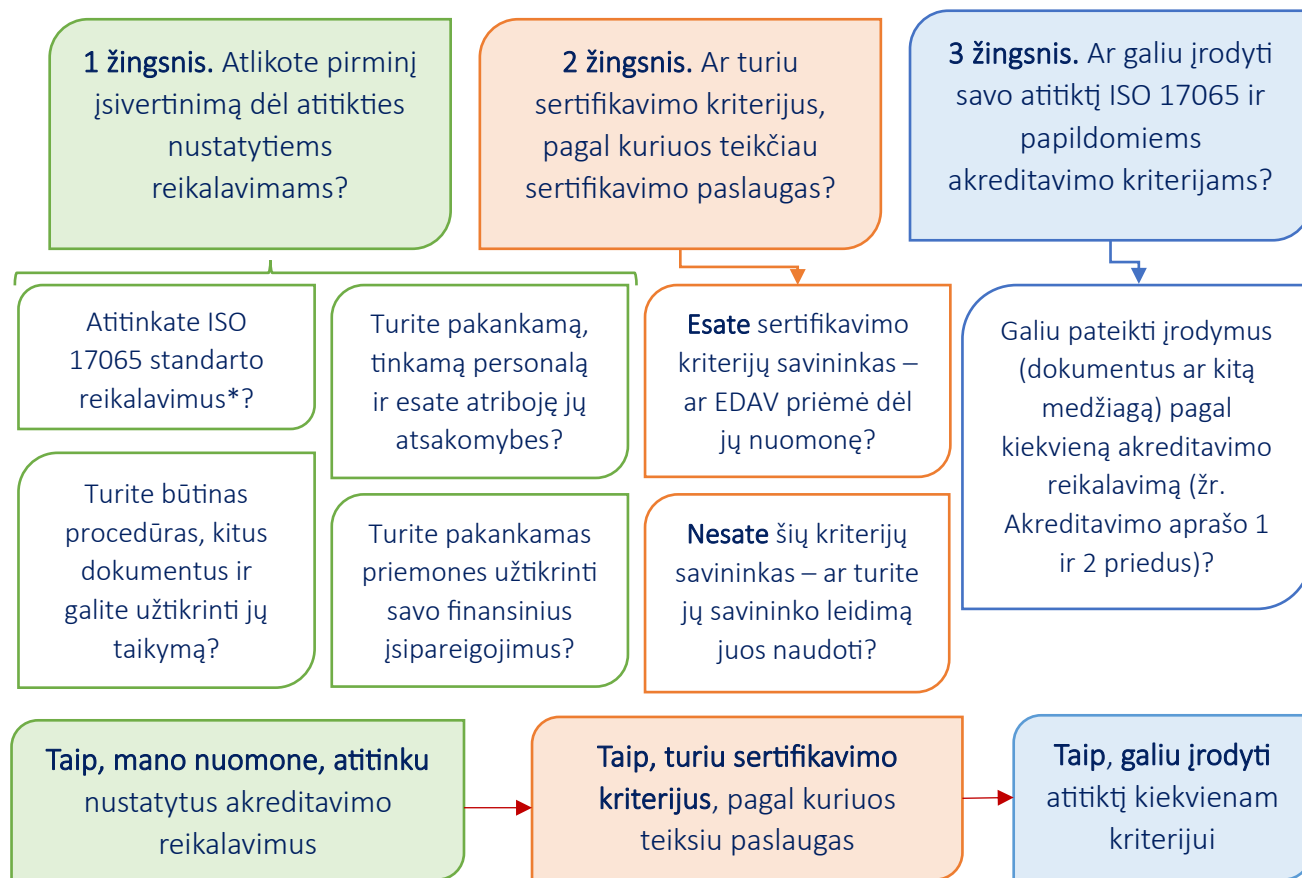 1 žingsnis. Atlikote pirminį
įsivertinimą dėl atitikties
nustatytiems
reikalavimams?
2 žingsnis. Ar turiu
sertifikavimo kriterijus,
pagal kuriuos teikčiau
sertifikavimo paslaugas?
3 žingsnis. Ar galiu įrodyti
savo atitiktį ISO 17065 ir
papildomiems
akreditavimo kriterijams?
Atitinkate ISO
17065 standarto
reikalavimus*?
Turite pakankamą,
tinkamą personalą
ir esate atriboję jų
atsakomybes?
Turite būtinas
procedūras, kitus
dokumentus ir
galite užtikrinti jų
taikymą?
Turite pakankamas
priemones užtikrinti
savo finansinius
įsipareigojimus?
Esate sertifikavimo
kriterijų savininkas –
ar EDAV priėmė dėl
jų nuomonę?
Nesate šių kriterijų
savininkas – ar turite
jų savininko leidimą
juos naudoti?
Galiu pateikti įrodymus
(dokumentus ar kitą
medžiagą) pagal
kiekvieną akreditavimo
reikalavimą (žr.
Akreditavimo aprašo 1
ir 2 priedus)?
Taip, mano nuomone, atitinku
nustatytus akreditavimo
reikalavimus
Taip, turiu sertifikavimo
kriterijus, pagal kuriuos
teiksiu paslaugas
Taip, galiu įrodyti
atitiktį kiekvienam
kriterijui